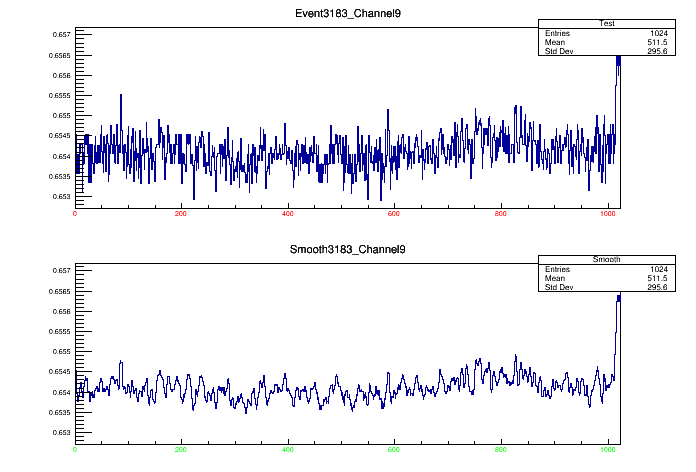 Event3183_Channel9
Test
Entries 1024
Mean 511.5
Std Dev 295.6
0.657
0.6565
0.656
0.6555
0.655
0.6545
0.654
0.6535
0.653
0 200 400 600 800 1000
Smooth3183_Channel9
Smooth
Entries 1024
Mean 511.5
Std Dev 295.6
0.657
0.6565
0.656
0.6555
0.655
0.6545
0.654
0.6535
0.653
0 200 400 600 800 1000